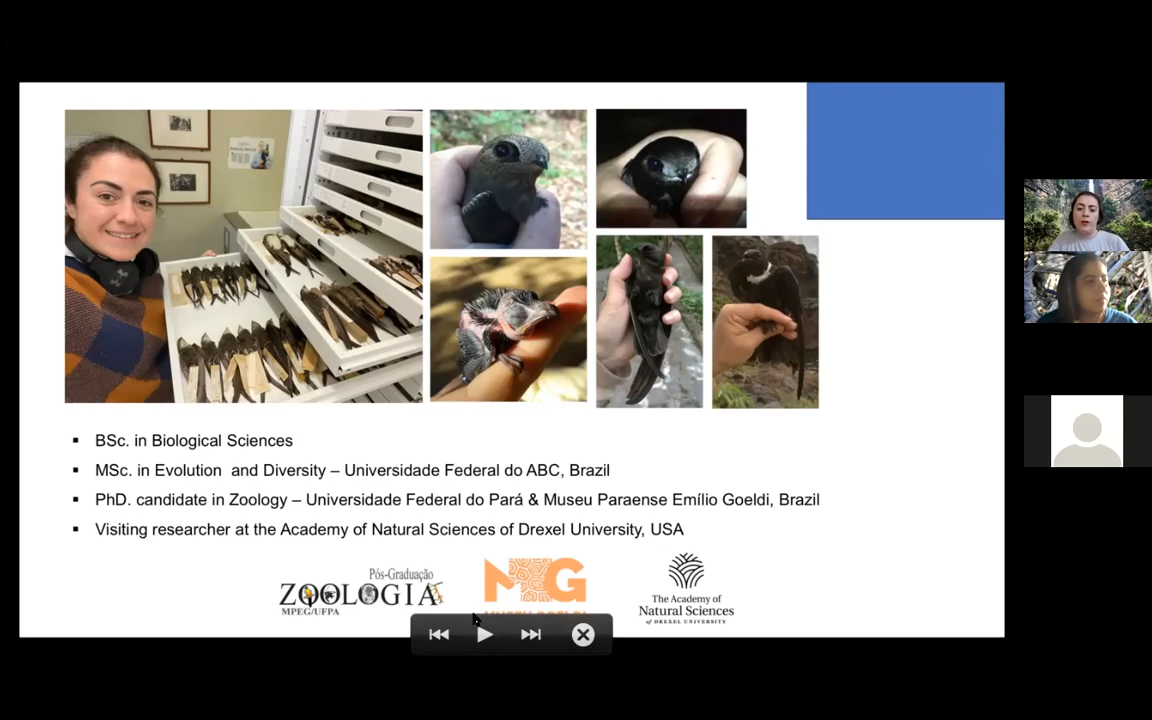 BSc. in Biological Sciences
MSc. in Evolution and Diversity – Universidade Federal do ABC, Brazil
PhD. candidate in Zoology – Universidade Federal do Pará & Museu Paraense Emílio Goeldi, Brazil
Visiting researcher at the Academy of Natural Sciences of Drexel University, USA
Pós-Graduação
ZOOLOGIA
MPEG/UFPA
MG
The Academy of
Natural Sciences
of DREXEL UNIVERSITY